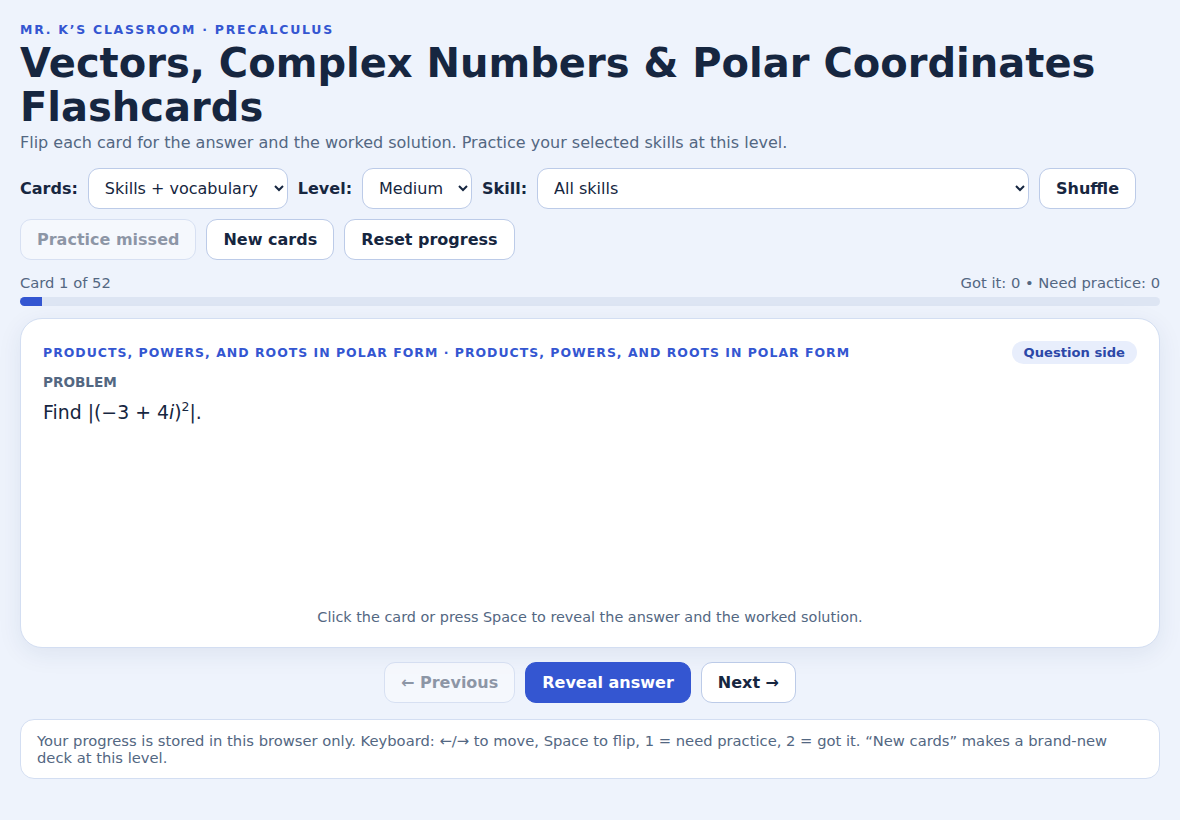 MR. K’S CLASSROOM · PRECALCULUS
Vectors, Complex Numbers & Polar Coordinates
Flashcards
Flip each card for the answer and the worked solution. Practice your selected skills at this level.
Cards: Skills + vocabulary Level: Medium Skill: All skills Shuffle
Practice missed New cards Reset progress
Card 1 of 52 Got it: 0 • Need practice: 0
PRODUCTS, POWERS, AND ROOTS IN POLAR FORM · PRODUCTS, POWERS, AND ROOTS IN POLAR FORM Question side
PROBLEM
Find |(−3 + 4i)²|.
Click the card or press Space to reveal the answer and the worked solution.
← Previous Reveal answer Next →
Your progress is stored in this browser only. Keyboard: ←/→ to move, Space to flip, 1 = need practice, 2 = got it. “New cards” makes a brand-new
deck at this level.